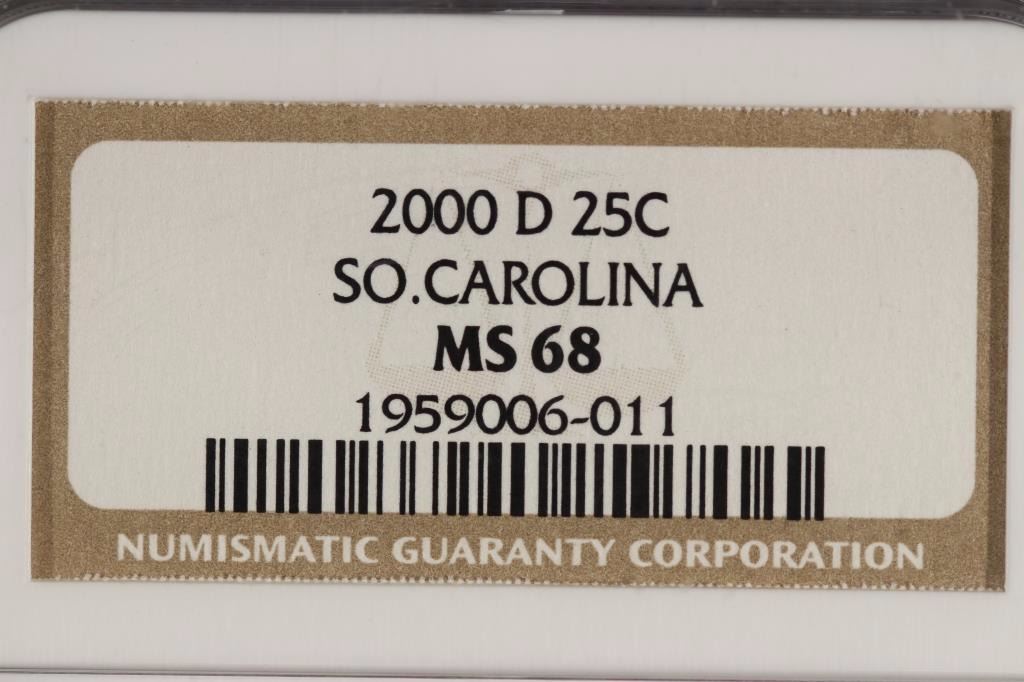 2000 D 25C
SO.CAROLINA
MS 68
1959006-011
NUMISMATIC GUARANTY CORPORATION